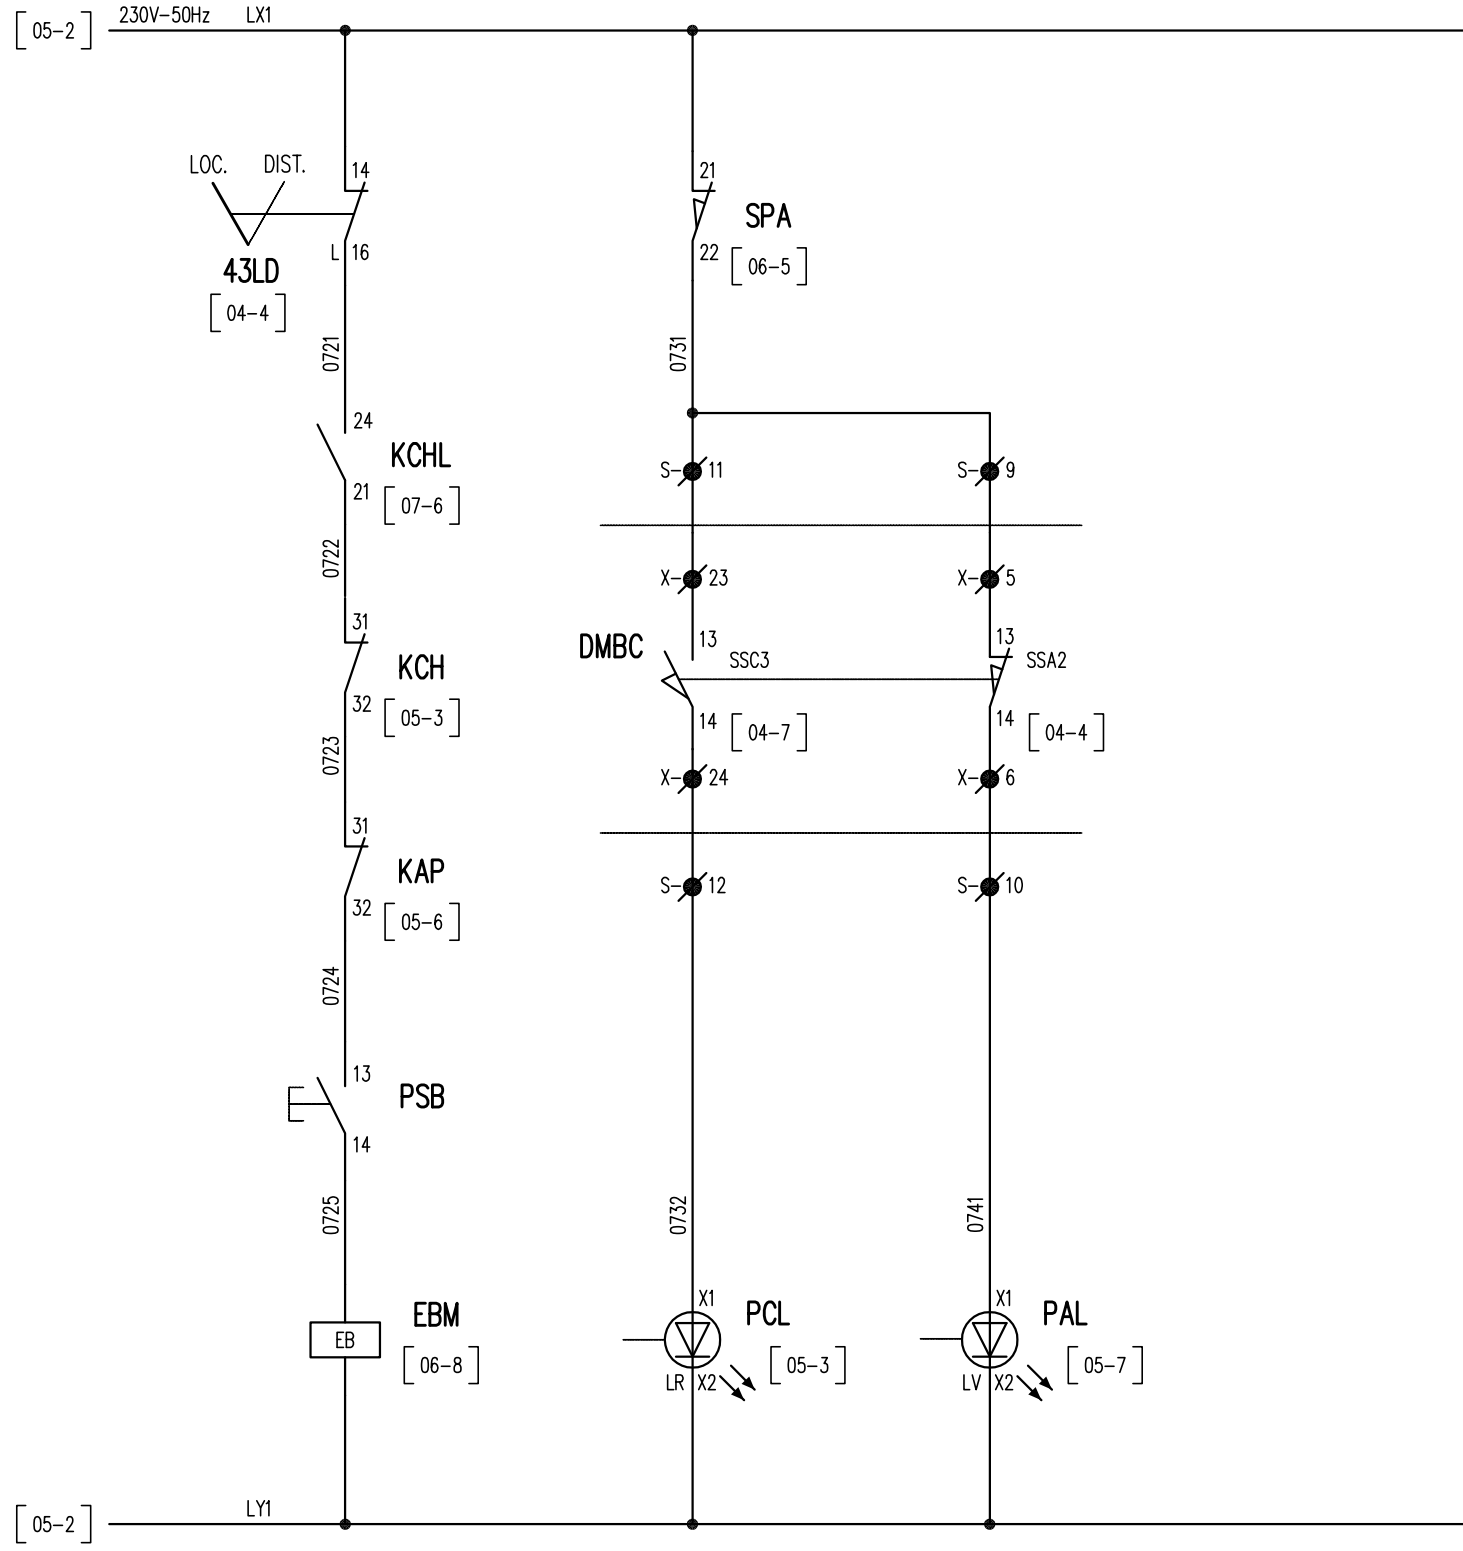 230V-50Hz LX1
[05-2]
LOC. DIST.
14
L 16
43LD
[04-4]
21
SPA
22 [06-5]
0721
0731
24
KCHL
21 [07-6]
S- 11
S- 9
0722
X- 23
X- 5
31
KCH
32 [05-3]
DMBC
13
SSC3
14 [04-7]
13
SSA2
14 [04-4]
0723
X- 24
X- 6
31
KAP
32 [05-6]
S- 12
S- 10
0724
13
PSB
14
0725
0732
0741
EBM
EB
[06-8]
X1
PCL
LR X2
[05-3]
X1
PAL
LV X2
[05-7]
LY1
[05-2]